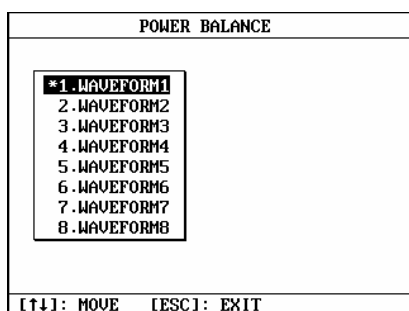 POWER BALANCE
*1.WAVEFORM1
2.WAVEFORM2
3.WAVEFORM3
4.WAVEFORM4
5.WAVEFORM5
6.WAVEFORM6
7.WAVEFORM7
8.WAVEFORM8
[↑↓]: MOVE [ESC]: EXIT